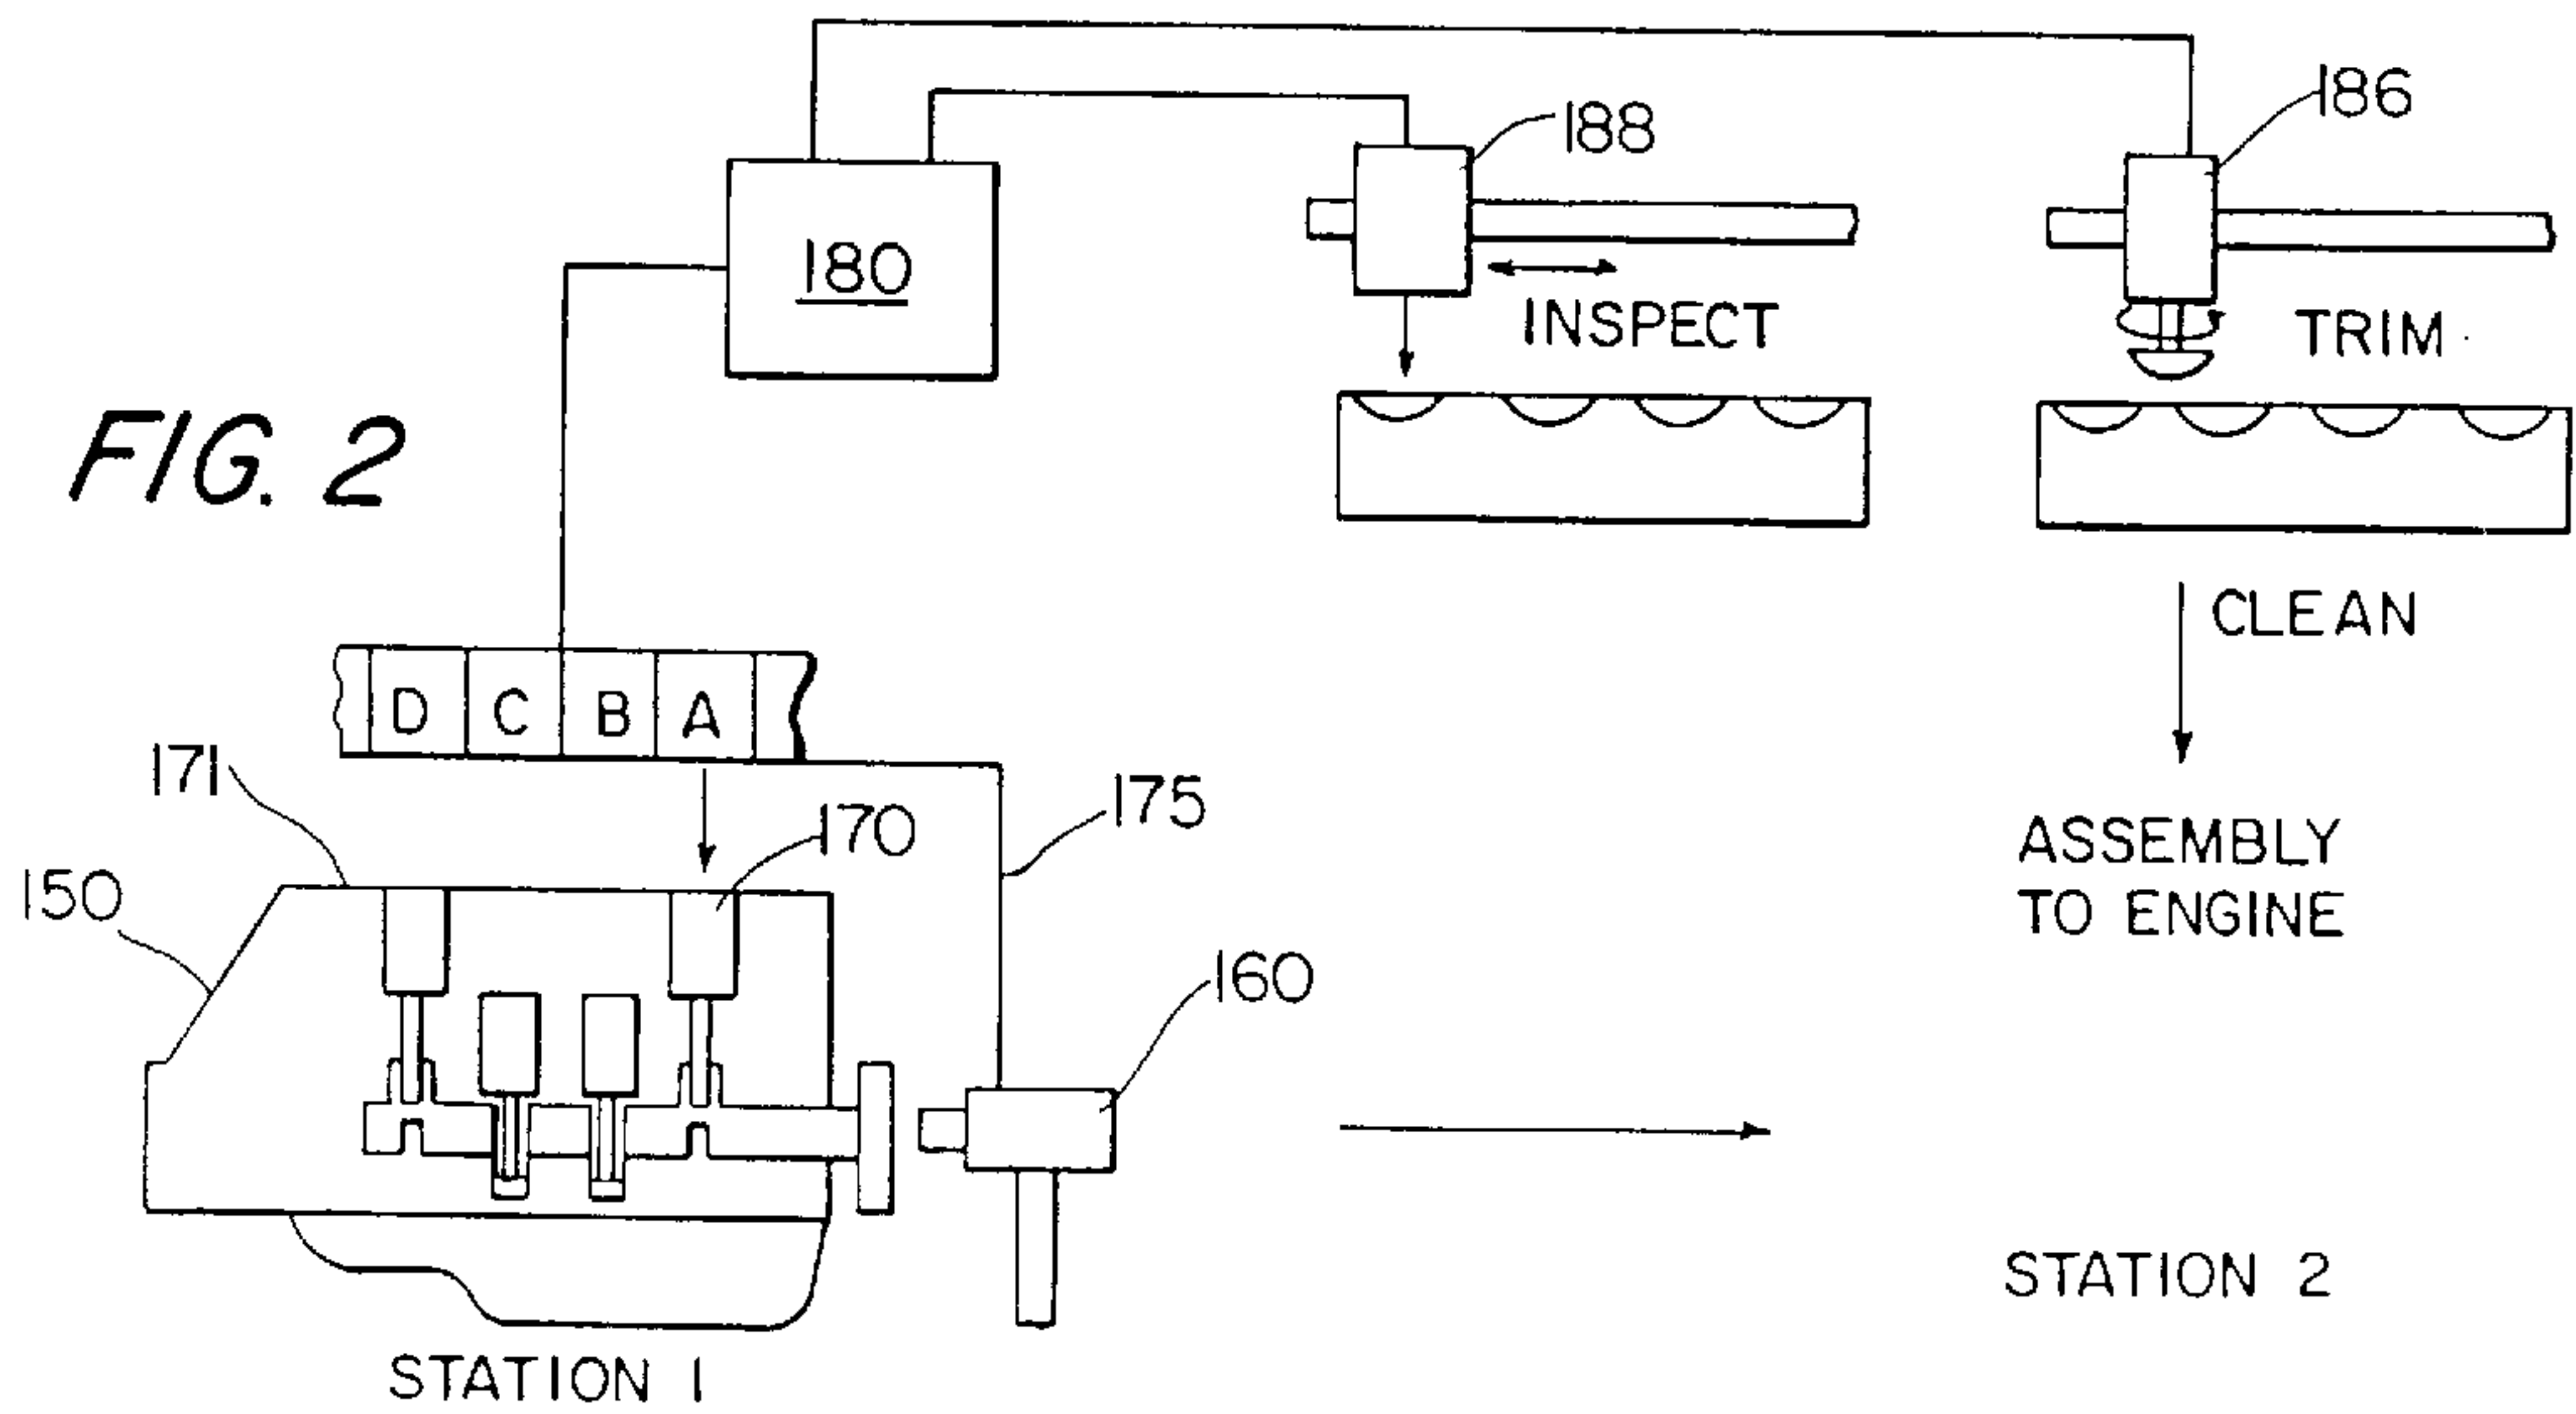 186
188
180
INSPECT
TRIM
FIG. 2
CLEAN
D C B A
171
175
170
ASSEMBLY
TO ENGINE
150
160
STATION 2
STATION 1